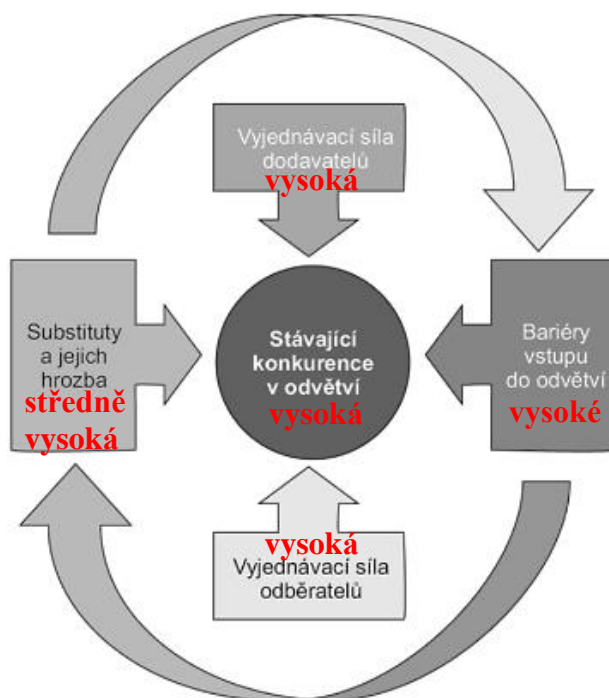 Vyjednávací síla
dodavatelů
vysoká
Substituty
a jejich
hrozba
středně
vysoká
Stávající
konkurence
v odvětví
vysoká
Bariéry
vstupu
do odvětví
vysoké
vysoká
Vyjednávací síla
odběratelů